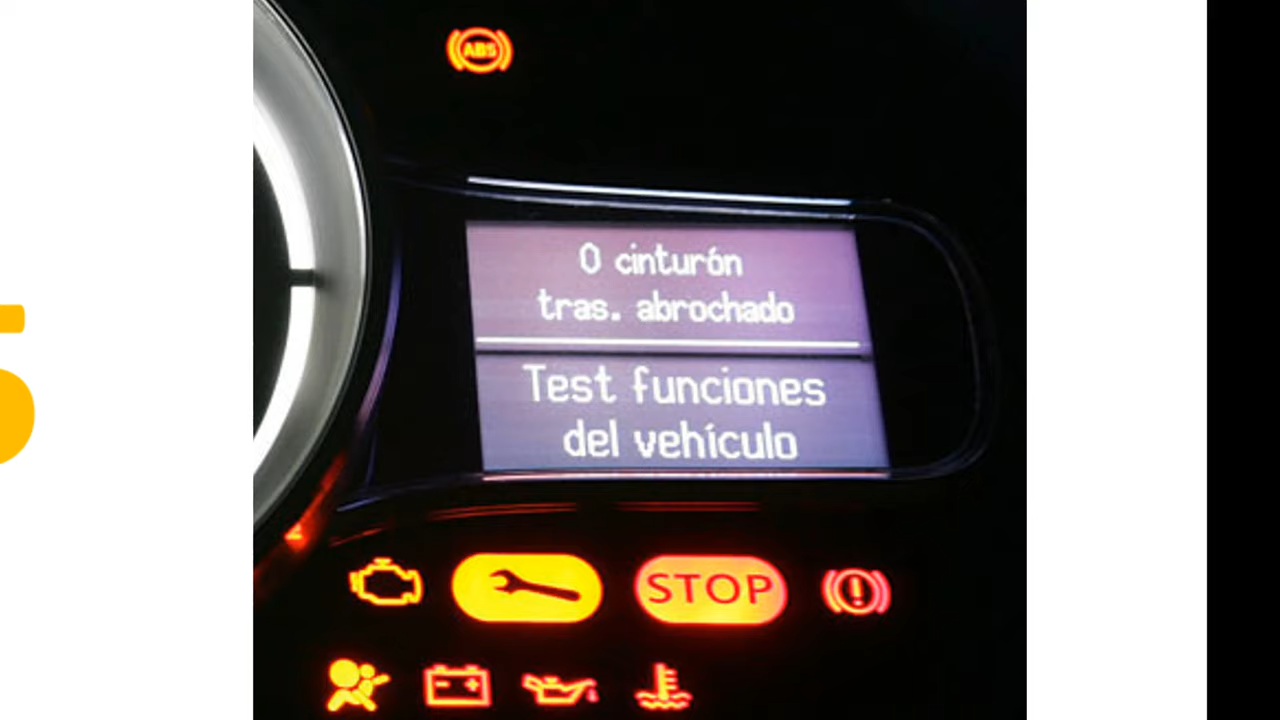 ABS
0 cinturón
tras. abrochado
Test funciones
del vehículo
STOP